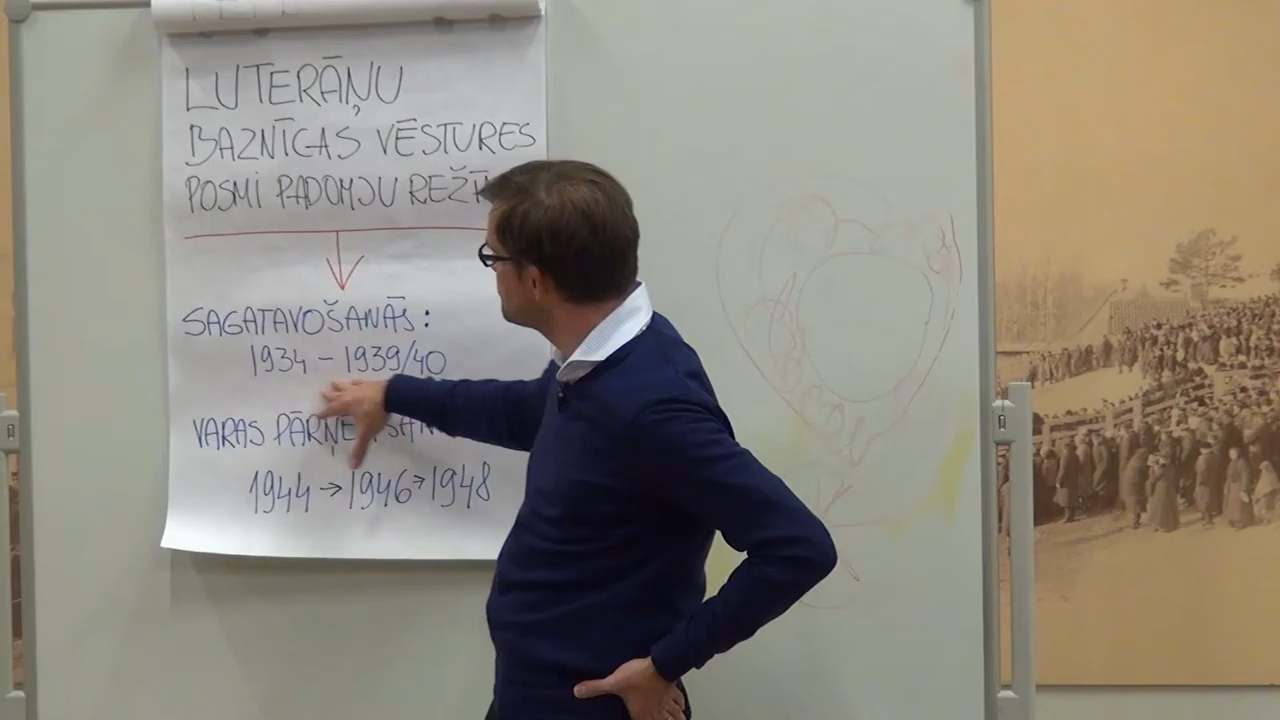 LUTERĀŅU
BAZNĪCAS VĒSTURES
POSMI PADOMJU
SAGATAVOŠANĀS:
1934 – 1939/40
VARAS
1944 → 1946 → 1948